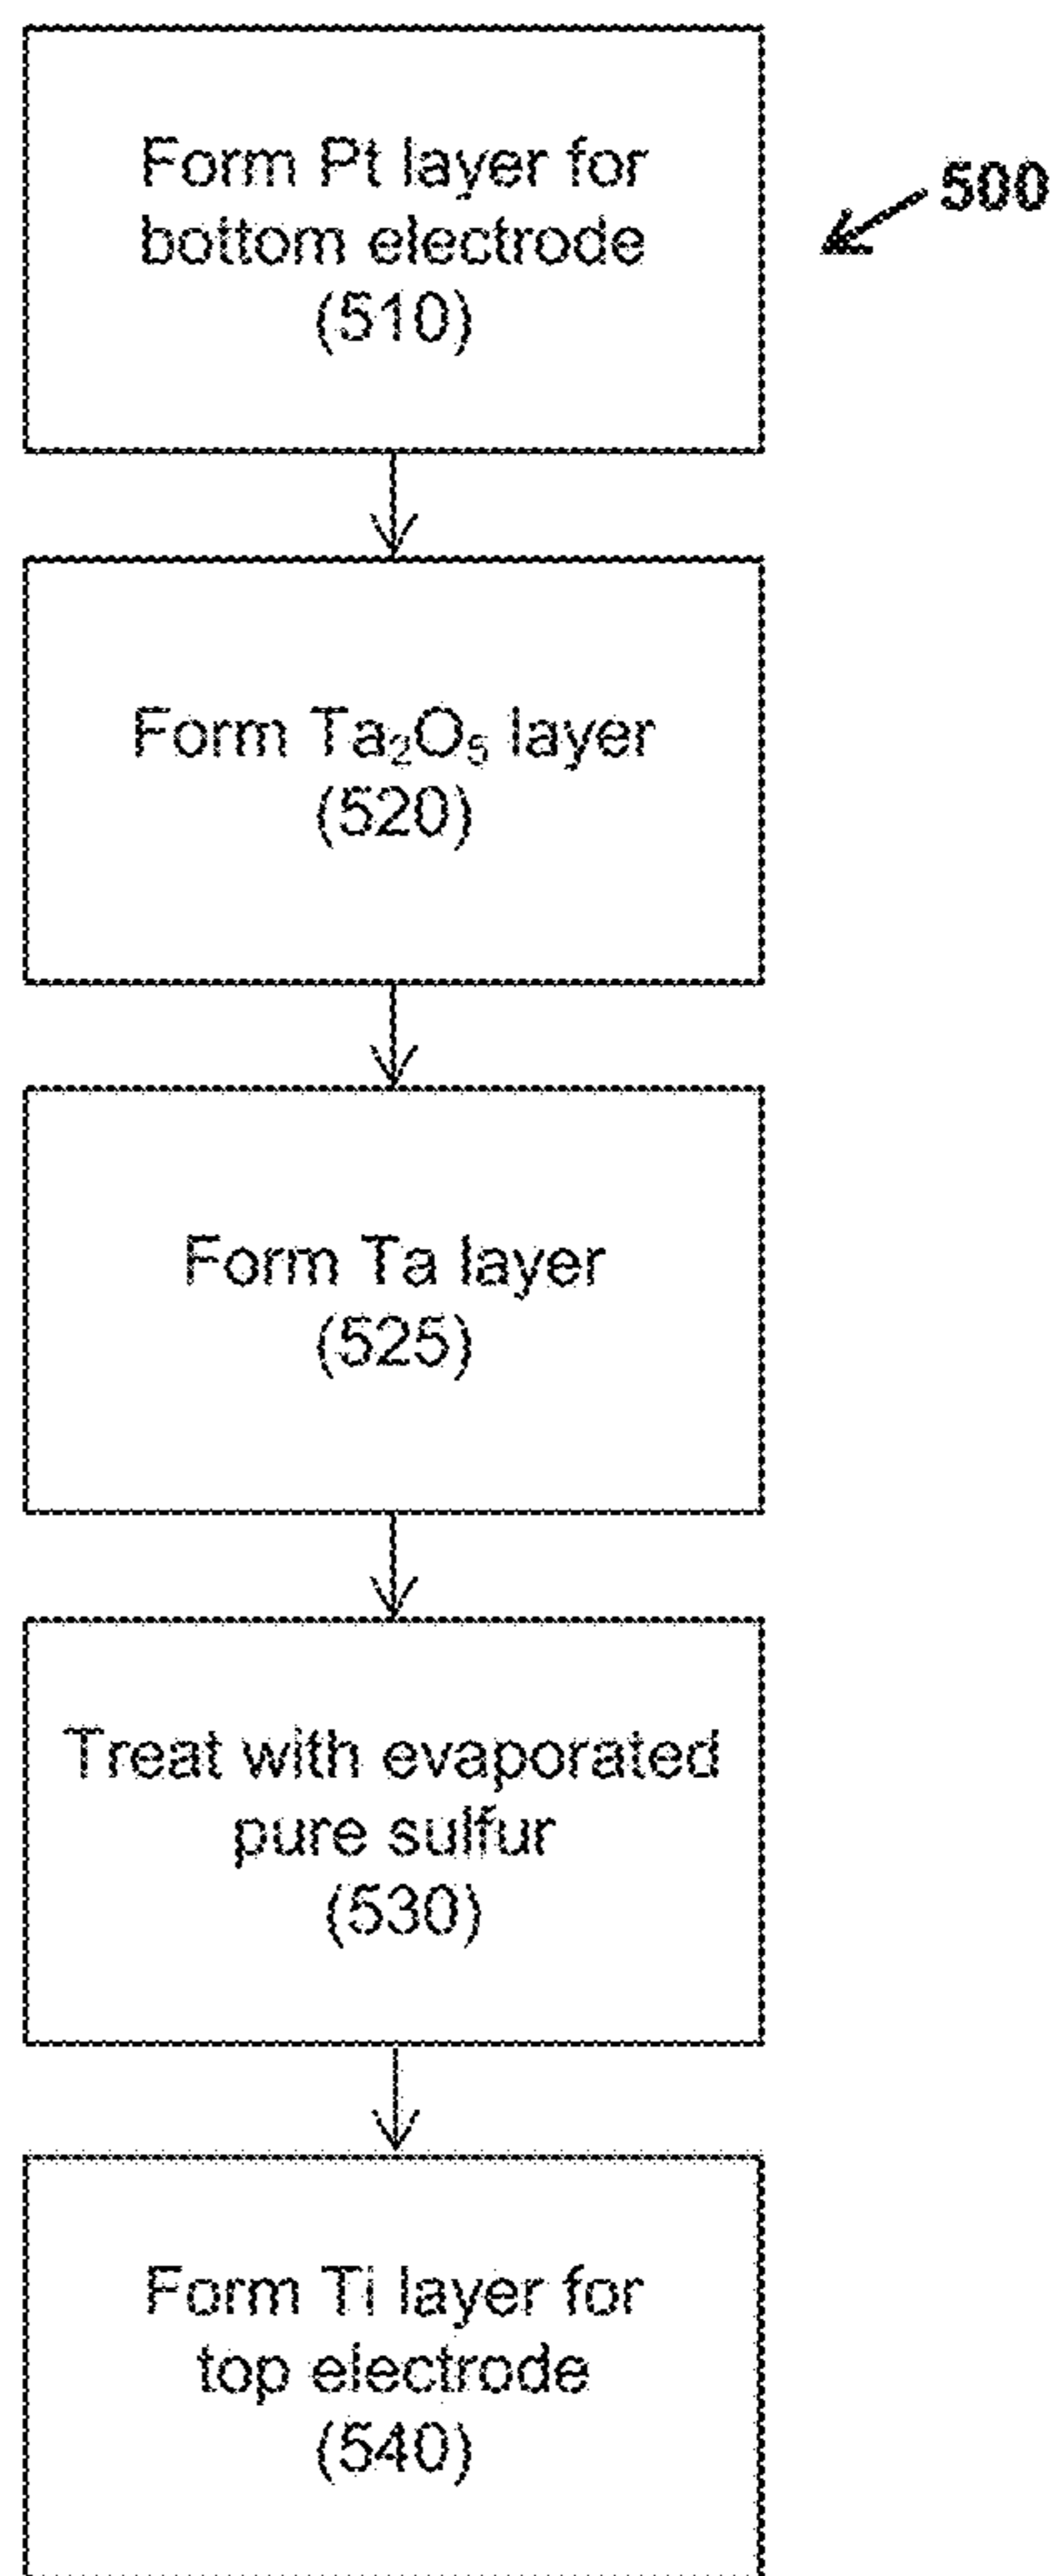 Form Pt layer for
bottom electrode
(510)
500
Form Ta₂O₅ layer
(520)
Form Ta layer
(525)
Treat with evaporated
pure sulfur
(530)
Form Ti layer for
top electrode
(540)